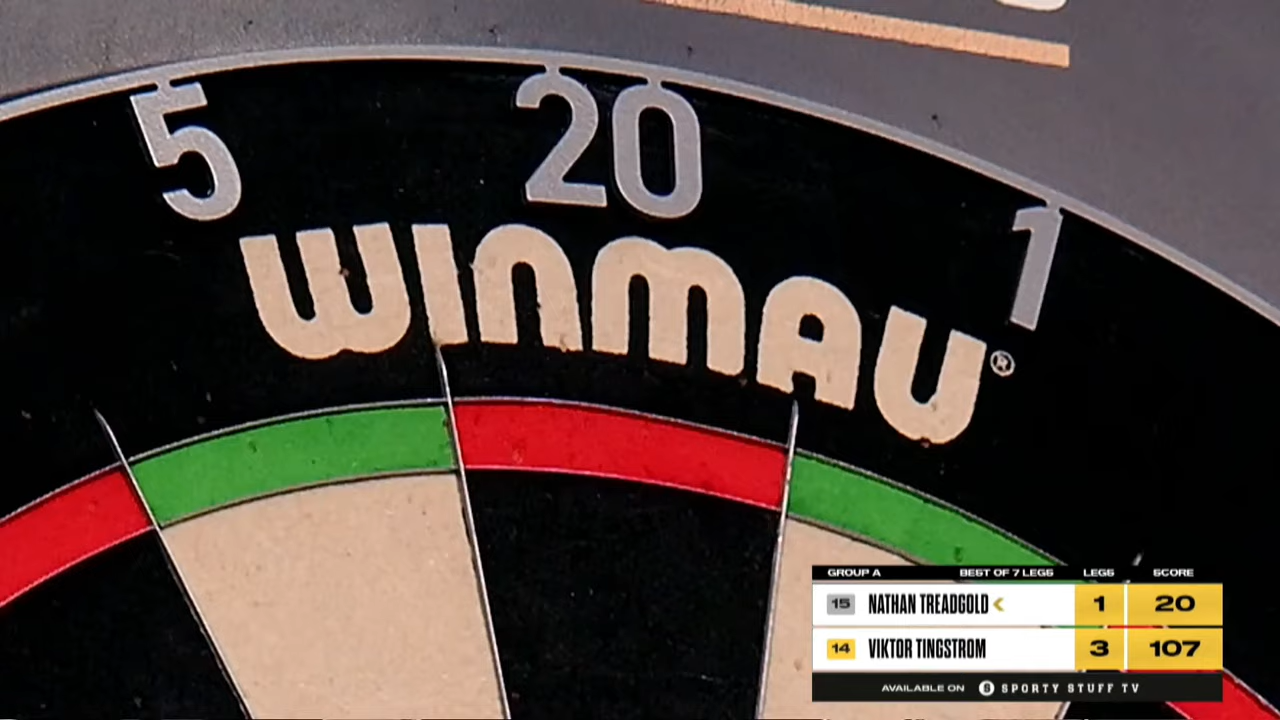 5 20 1
WINMAU®
GROUP A BEST OF 7 LEGS LEGS SCORE
15 NATHAN TREADGOLD 1 20
14 VIKTOR TINGSTROM 3 107
AVAILABLE ON S SPORTY STUFF TV